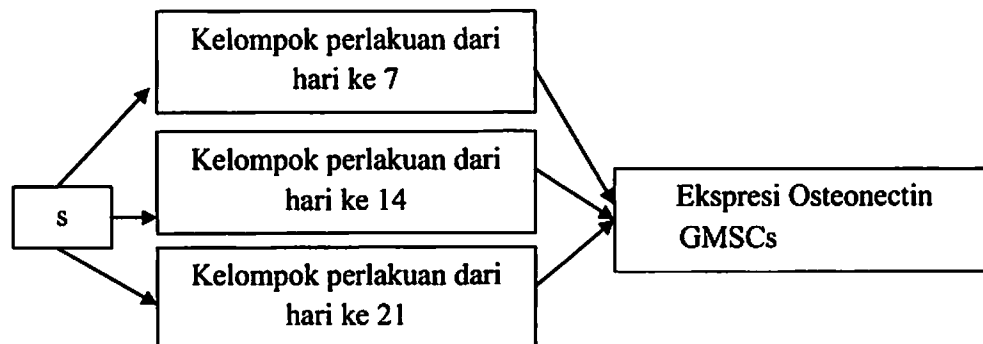 Kelompok perlakuan dari
hari ke 7
Kelompok perlakuan dari
hari ke 14
s
Kelompok perlakuan dari
hari ke 21
Ekspresi Osteonectin
GMSCs